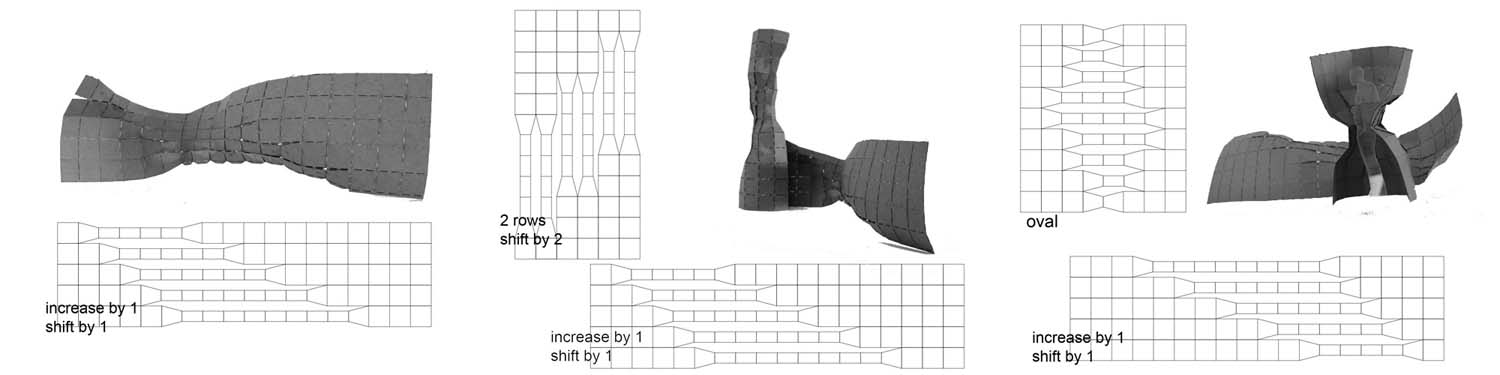 increase by 1
shift by 1
2 rows
shift by 2
increase by 1
shift by 1
oval
increase by 1
shift by 1